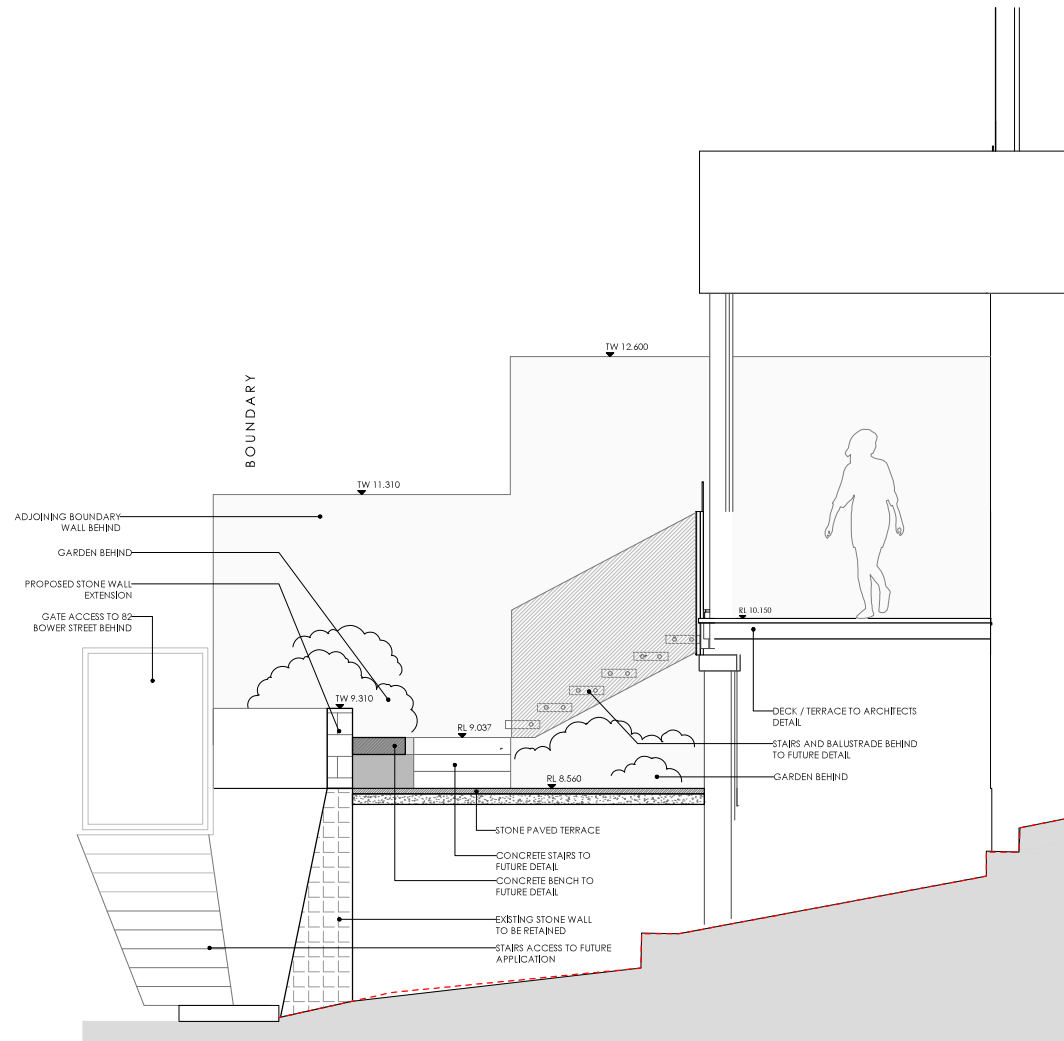 TW 12.600
BOUNDARY
TW 11.310
ADJOINING BOUNDARY
WALL BEHIND
GARDEN BEHIND
PROPOSED STONE WALL
EXTENSION
GATE ACCESS TO 82
BOWER STREET BEHIND
RL 10.150
TW 9.310
RL 9.037
DECK / TERRACE TO ARCHITECTS
DETAIL
STAIRS AND BALUSTRADE BEHIND
TO FUTURE DETAIL
GARDEN BEHIND
RL 8.560
STONE PAVED TERRACE
CONCRETE STAIRS TO
FUTURE DETAIL
CONCRETE BENCH TO
FUTURE DETAIL
EXISTING STONE WALL
TO BE RETAINED
STAIRS ACCESS TO FUTURE
APPLICATION